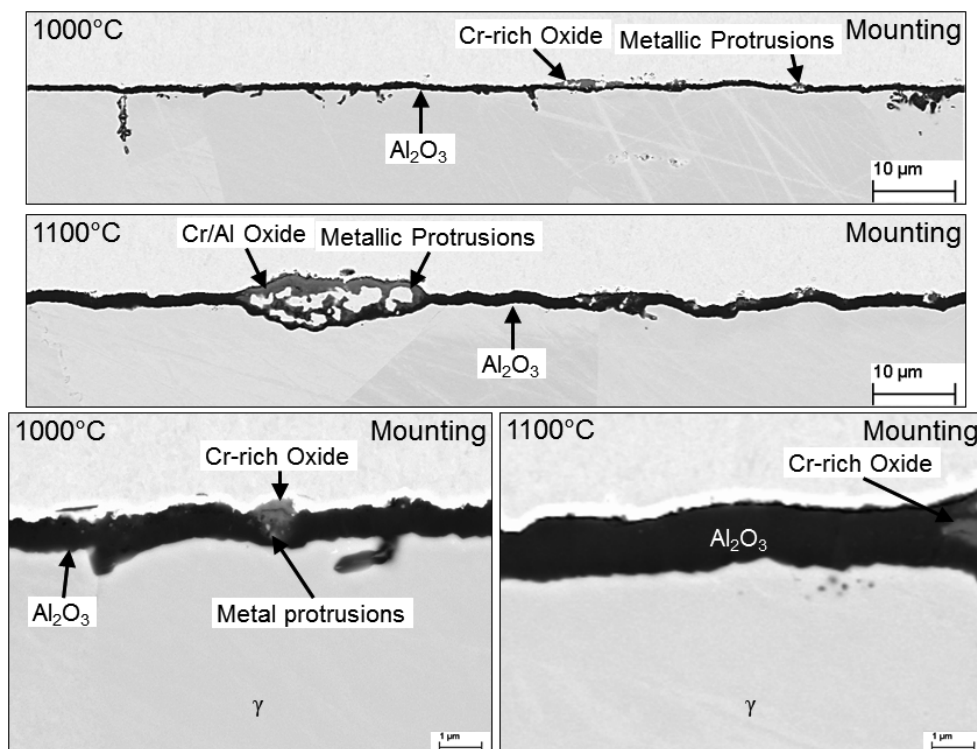 1000°C
Cr-rich Oxide
Metallic Protrusions
Mounting
Al₂O₃
10 µm
1100°C
Cr/Al Oxide
Metallic Protrusions
Mounting
Al₂O₃
10 µm
1000°C
Mounting
Cr-rich Oxide
Al₂O₃
Metal protrusions
γ
1 µm
1100°C
Mounting
Cr-rich Oxide
Al₂O₃
γ
1 µm